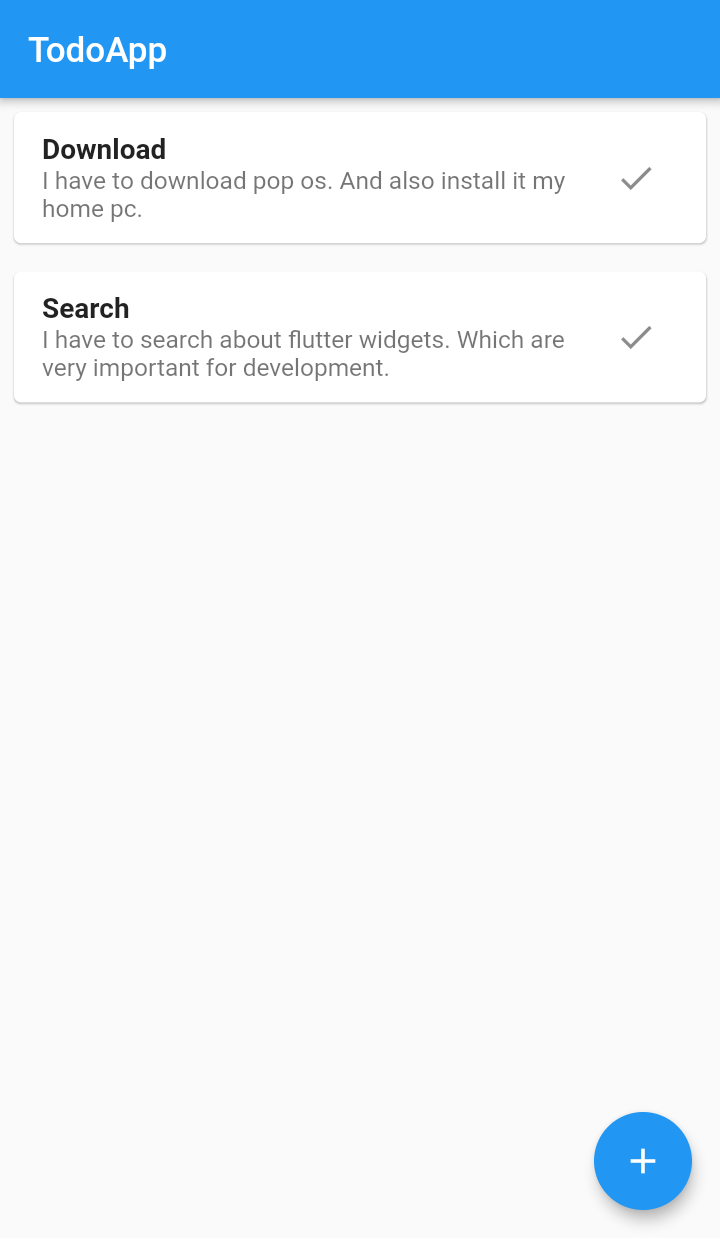 TodoApp
Download
I have to download pop os. And also install it my
home pc.
Search
I have to search about flutter widgets. Which are
very important for development.